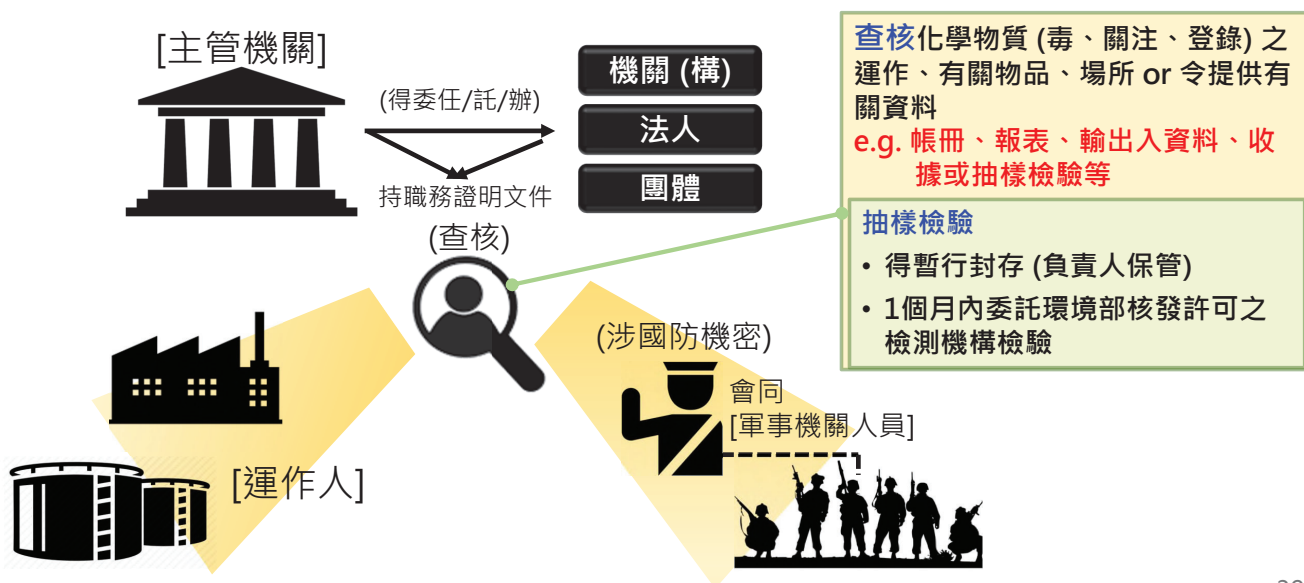 [主管機關]
(得委任/託/辦)
持職務證明文件
(查核)
機關 (構)
法人
團體
查核化學物質 (毒、關注、登錄) 之
運作、有關物品、場所 or 令提供有
關資料
e.g. 帳冊、報表、輸出入資料、收
據或抽樣檢驗等
抽樣檢驗
• 得暫行封存 (負責人保管)
• 1個月內委託環境部核發許可之
檢測機構檢驗
(涉國防機密)
會同
[軍事機關人員]
[運作人]